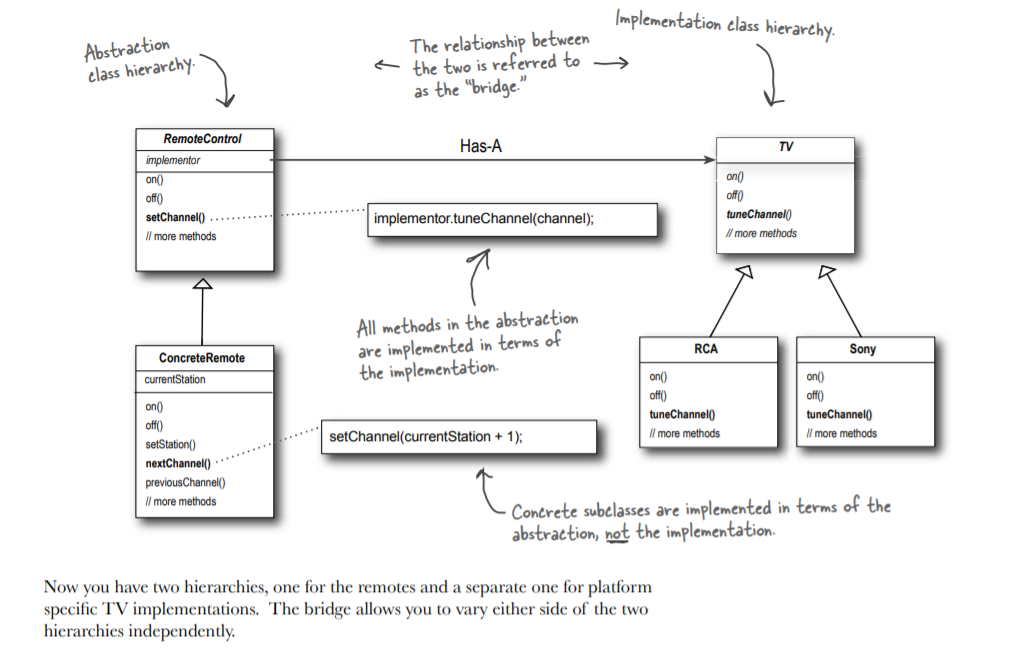 Abstraction
class hierarchy.
The relationship between
the two is referred to
as the "bridge."
Implementation class hierarchy.
RemoteControl
implementor
on()
off()
setChannel()
// more methods
Has-A
TV
on()
off()
tuneChannel()
// more methods
implementor.tuneChannel(channel);
All methods in the abstraction
are implemented in terms of
the implementation.
ConcreteRemote
currentStation
on()
off()
setStation()
nextChannel()
previousChannel()
// more methods
setChannel(currentStation + 1);
RCA
on()
off()
tuneChannel()
// more methods
Sony
on()
off()
tuneChannel()
// more methods
Concrete subclasses are implemented in terms of the
abstraction, not the implementation.
Now you have two hierarchies, one for the remotes and a separate one for platform
specific TV implementations.  The bridge allows you to vary either side of the two
hierarchies independently.